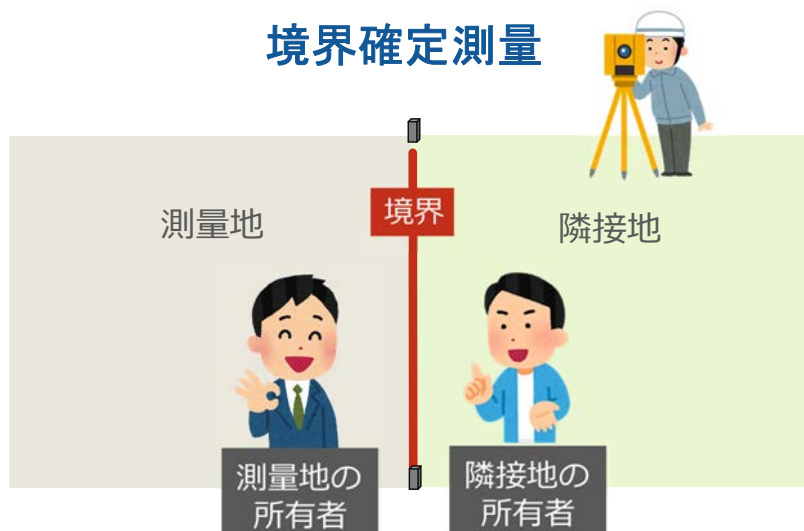 境界確定測量
測量地
境界
隣接地
測量地の
所有者
隣接地の
所有者